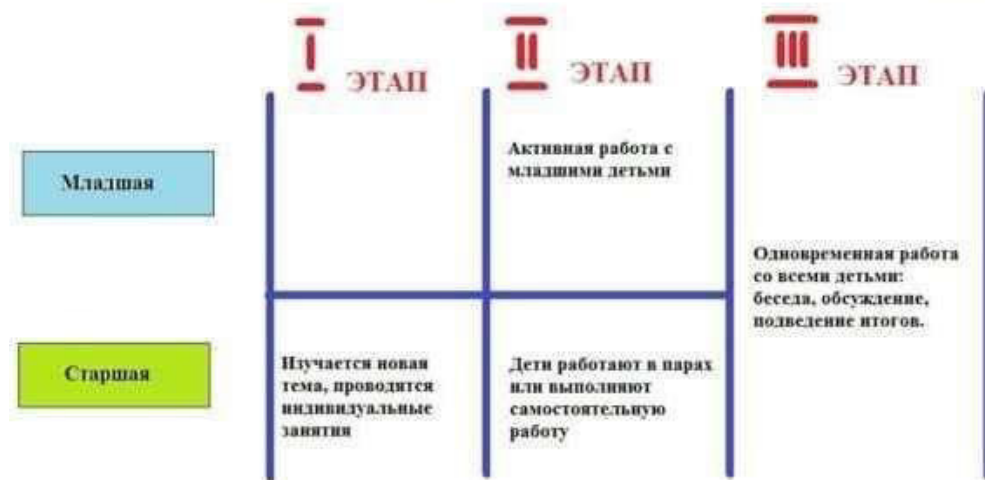 I ЭТАП
II ЭТАП
III ЭТАП
Младшая
Активная работа с
младшими детьми
Одновременная работа
со всеми детьми:
беседа, обсуждение,
подведение итогов.
Старшая
Изучается новая
тема, проводятся
индивидуальные
занятия
Дети работают в парах
или выполняют
самостоятельную
работу